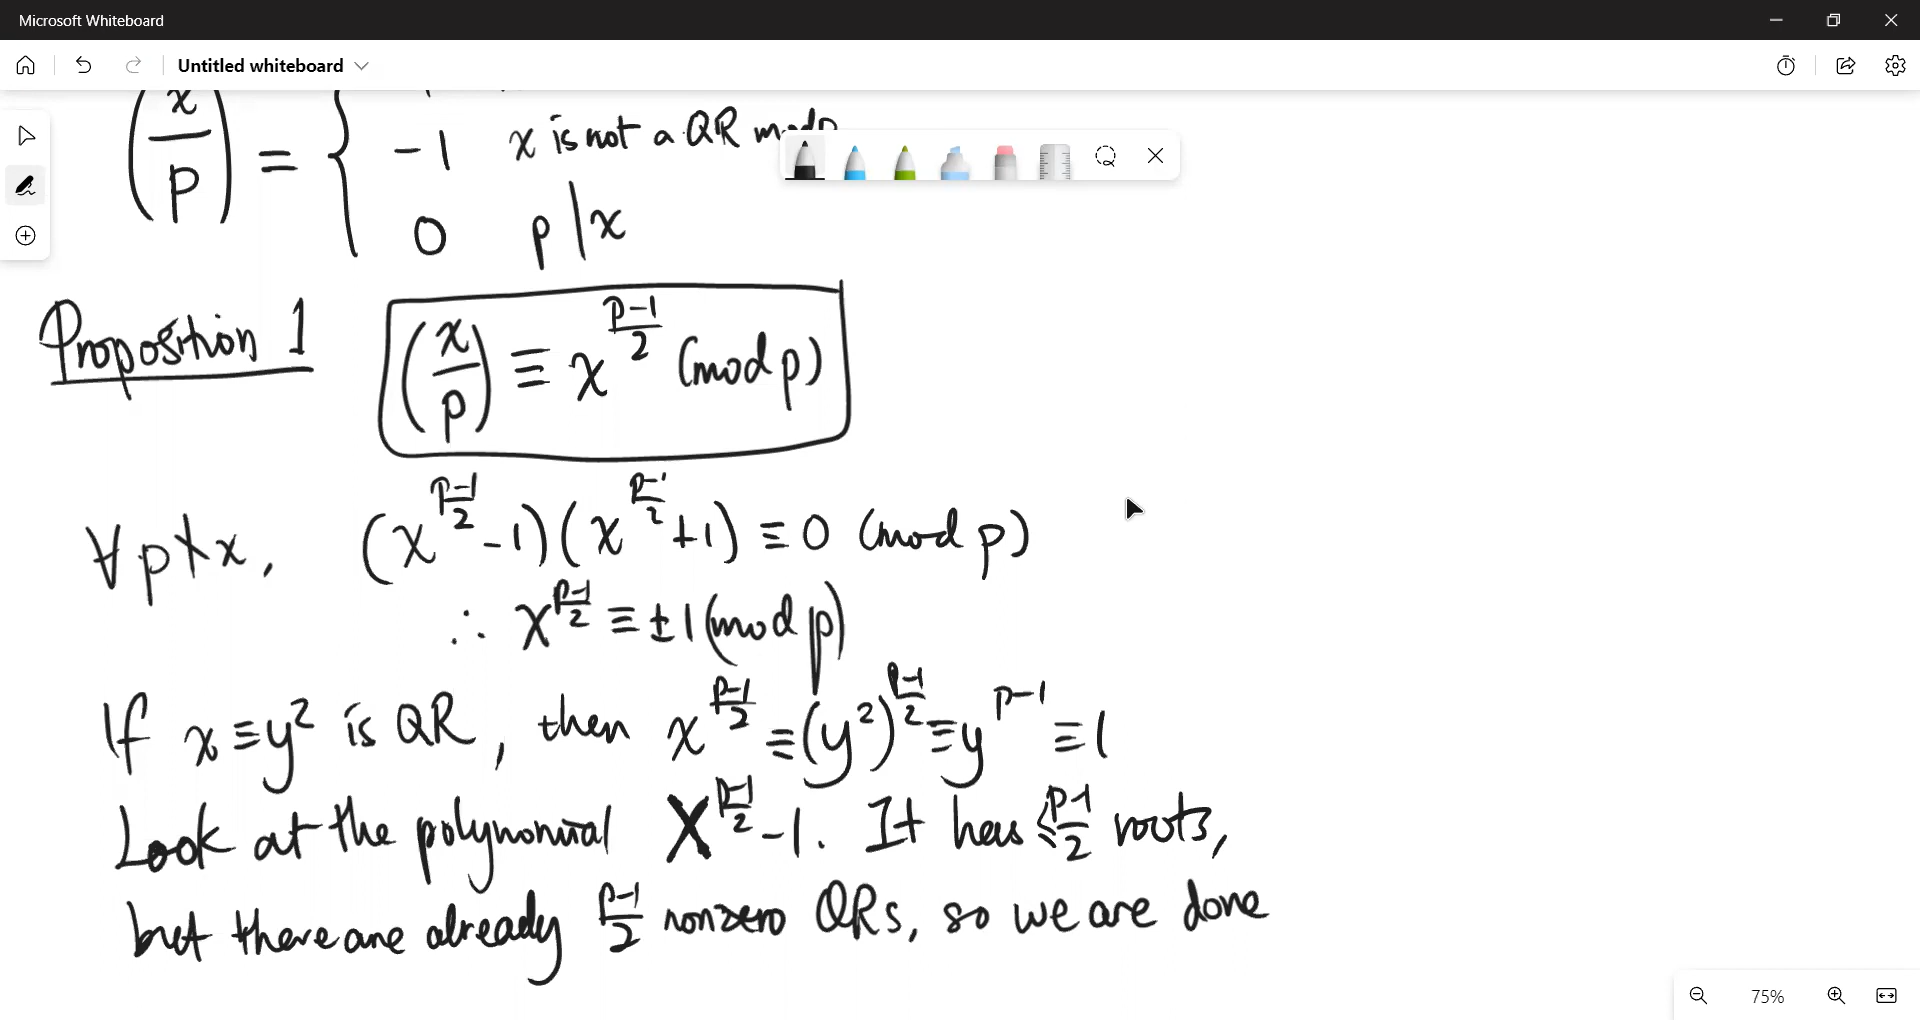 Microsoft Whiteboard
Untitled whiteboard
(x/p) = { -1 x is not a QR mod p
0 p|x
Proposition 1 (x/p) ≡ x^((p-1)/2) (mod p)
∀ p∤x, (x^((p-1)/2) -1)(x^((p-1)/2) +1) ≡ 0 (mod p)
∴ x^((p-1)/2) ≡ ±1 (mod p)
If x ≡ y² is QR, then x^((p-1)/2) ≡ (y²)^((p-1)/2) ≡ y^(p-1) ≡ 1
Look at the polynomial X^((p-1)/2) -1. It has ≤ (p-1)/2 roots,
but there are already (p-1)/2 nonzero QRs, so we are done
75%